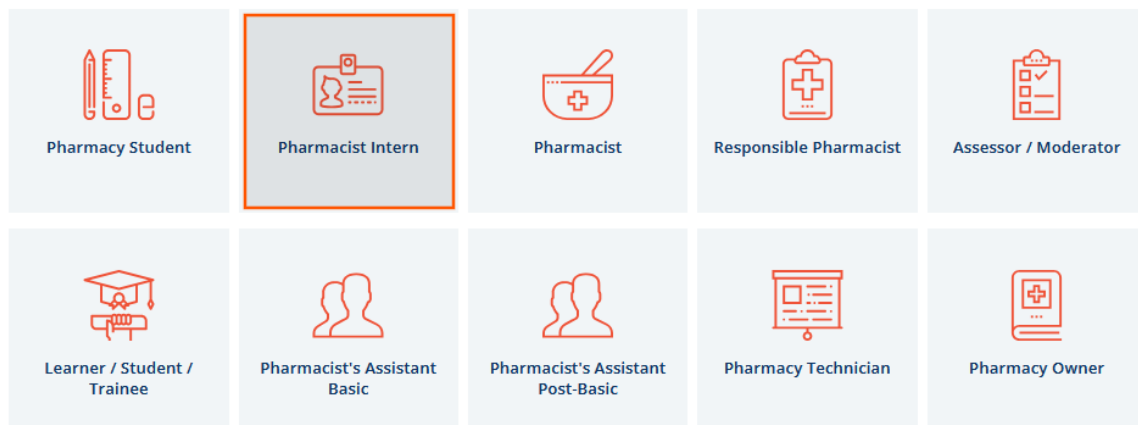 Pharmacy Student
Pharmacist Intern
Pharmacist
Responsible Pharmacist
Assessor / Moderator
Learner / Student /
Trainee
Pharmacist's Assistant
Basic
Pharmacist's Assistant
Post-Basic
Pharmacy Technician
Pharmacy Owner